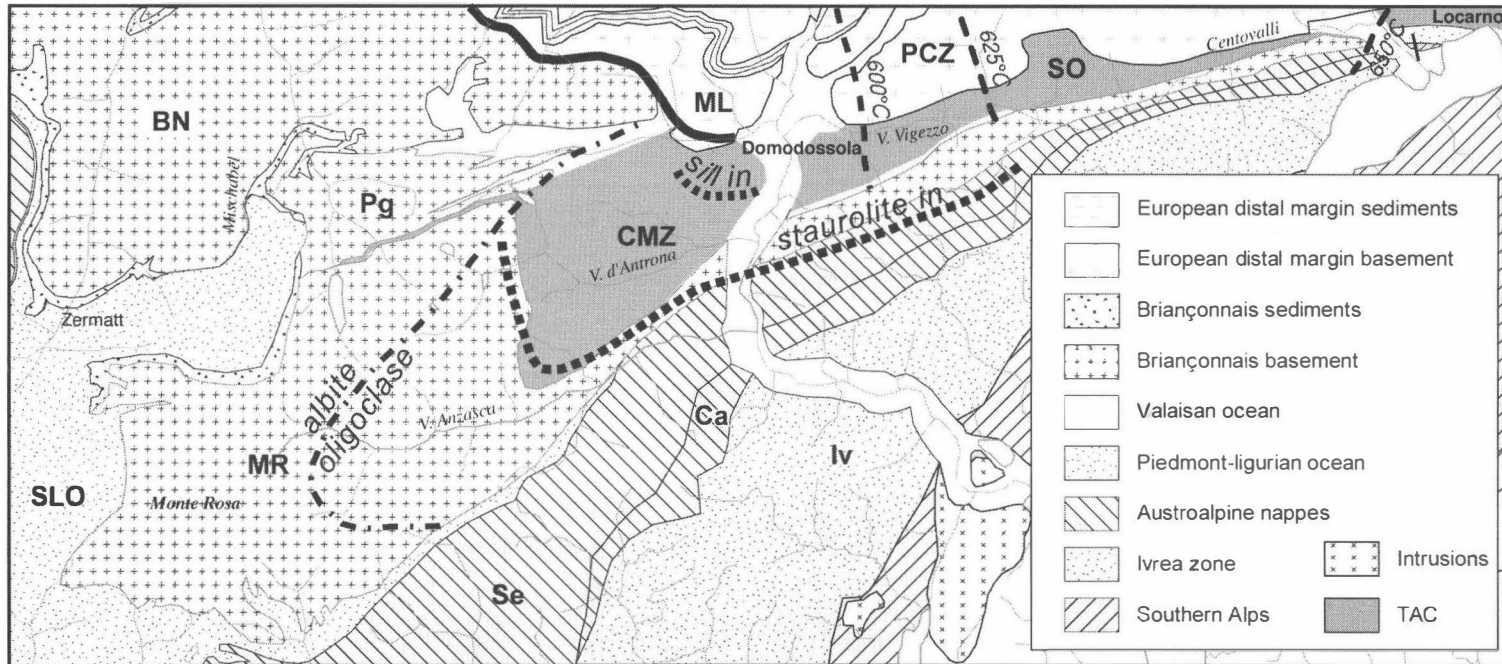 Locarno
Centovalli
650°C
625°C
600°C
PCZ
SO
BN
ML
Domodossola
V. Vigezzo
sill in
Mischabel
Pg
CMZ
V. d'Antrona
staurolite in
Zermatt
albite
oligoclase
V. Anzasca
Ca
MR
Iv
SLO
Monte Rosa
Se
European distal margin sediments
European distal margin basement
Briançonnais sediments
Briançonnais basement
Valaisan ocean
Piedmont-ligurian ocean
Austroalpine nappes
Ivrea zone
Intrusions
Southern Alps
TAC